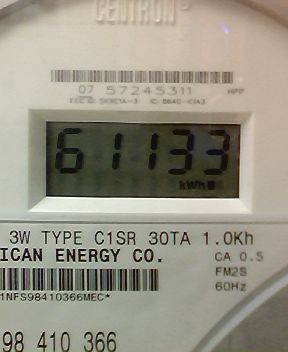 CENTRON®
07 57245311
61133
kWh
3W TYPE C1SR 30TA 1.0Kh
ICAN ENERGY CO.
CA 0.5
FM2S
60Hz
1NFS98410366MEC*
98 410 366